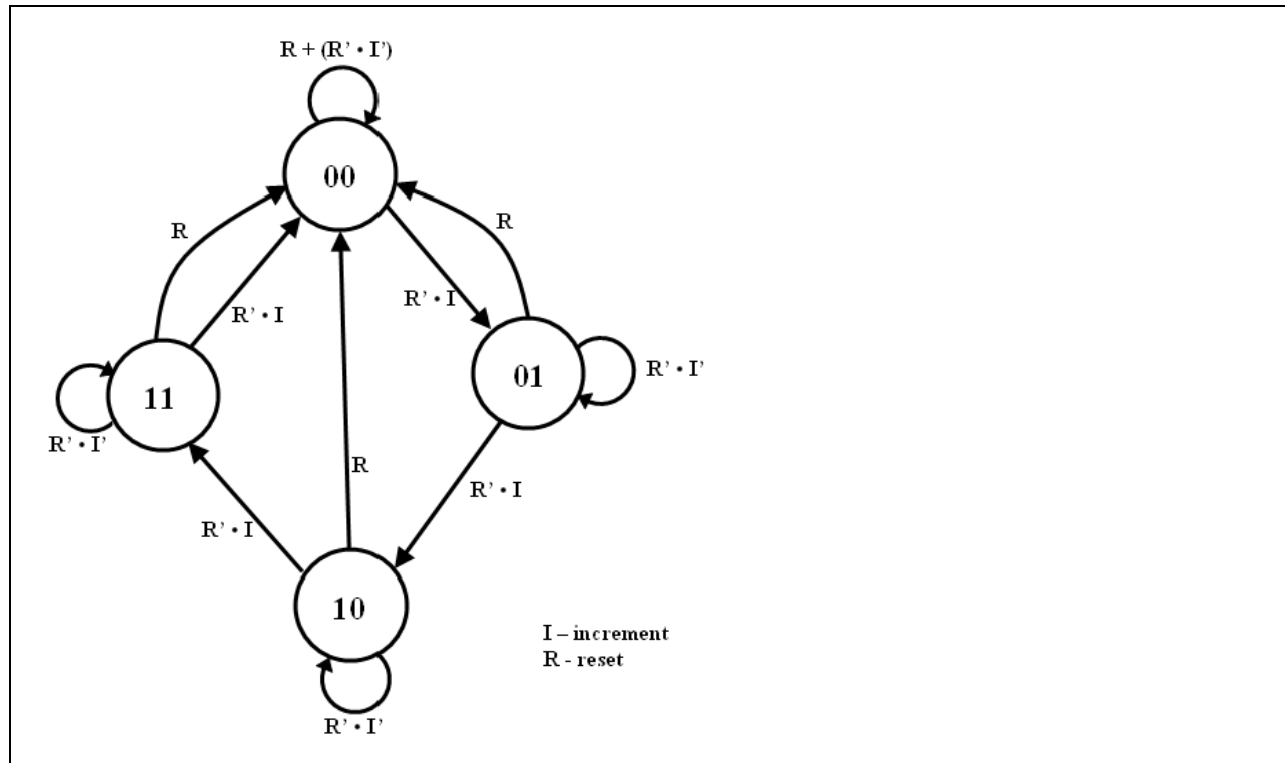 R + (R’ • I’)
00
R
R
R’ • I
R’ • I
01
R’ • I’
11
R’ • I’
R
R’ • I
R’ • I
10
I – increment
R - reset
R’ • I’